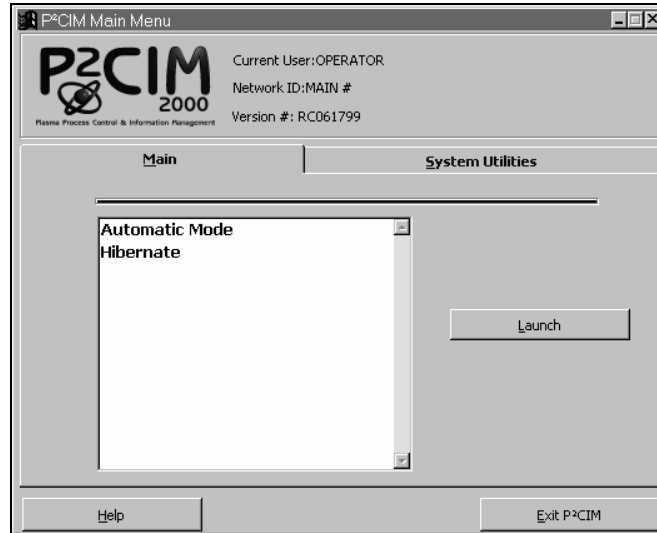 P²CIM Main Menu
P2CIM
2000
Plasma Process Control & Information Management
Current User:OPERATOR
Network ID:MAIN #
Version #: RC061799
Main
System Utilities
Automatic Mode
Hibernate
Launch
Help
Exit P²CIM